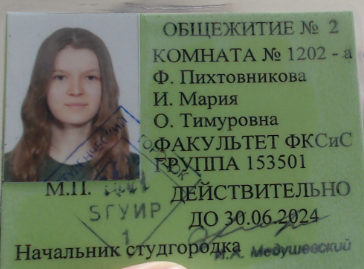 ОБЩЕЖИТИЕ № 2
КОМНАТА № 1202 - а
Ф. Пихтовникова
И. Мария
О. Тимуровна
ФАКУЛЬТЕТ ФКСиС
ГРУППА 153501
М.П.
ДЕЙСТВИТЕЛЬНО
БГУИР
1
ДО 30.06.2024
Начальник студгородка
И.А. Медушевский